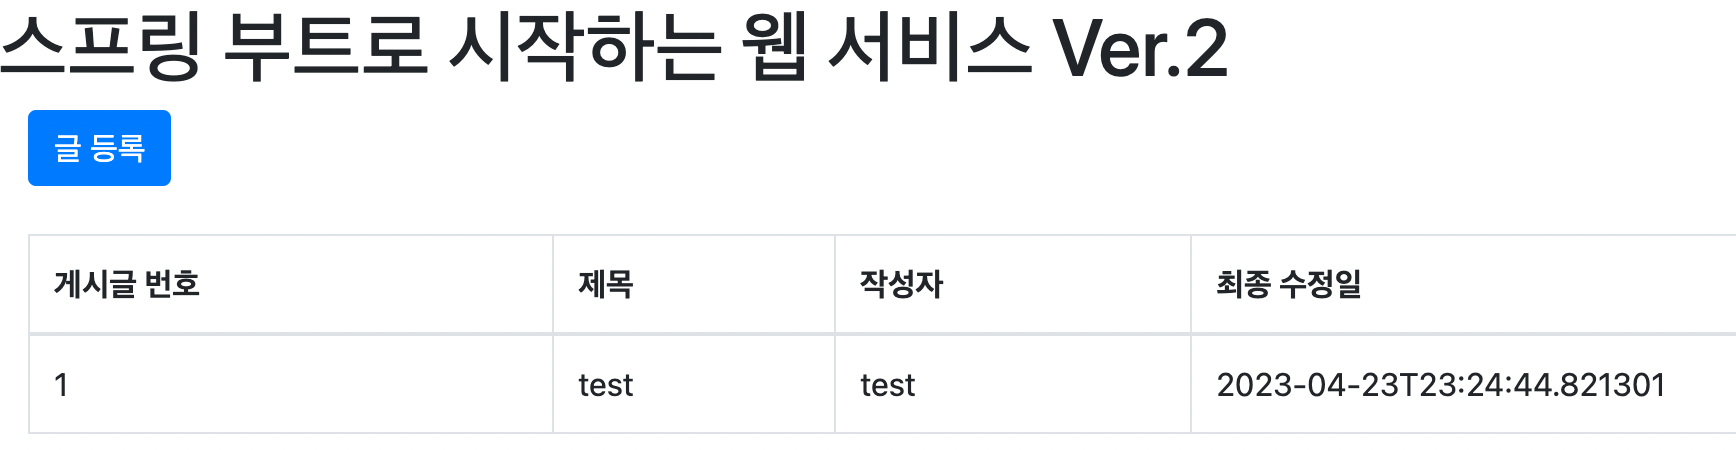 스프링 부트로 시작하는 웹 서비스 Ver.2
글 등록
게시글 번호 제목 작성자 최종 수정일
1 test test 2023-04-23T23:24:44.821301